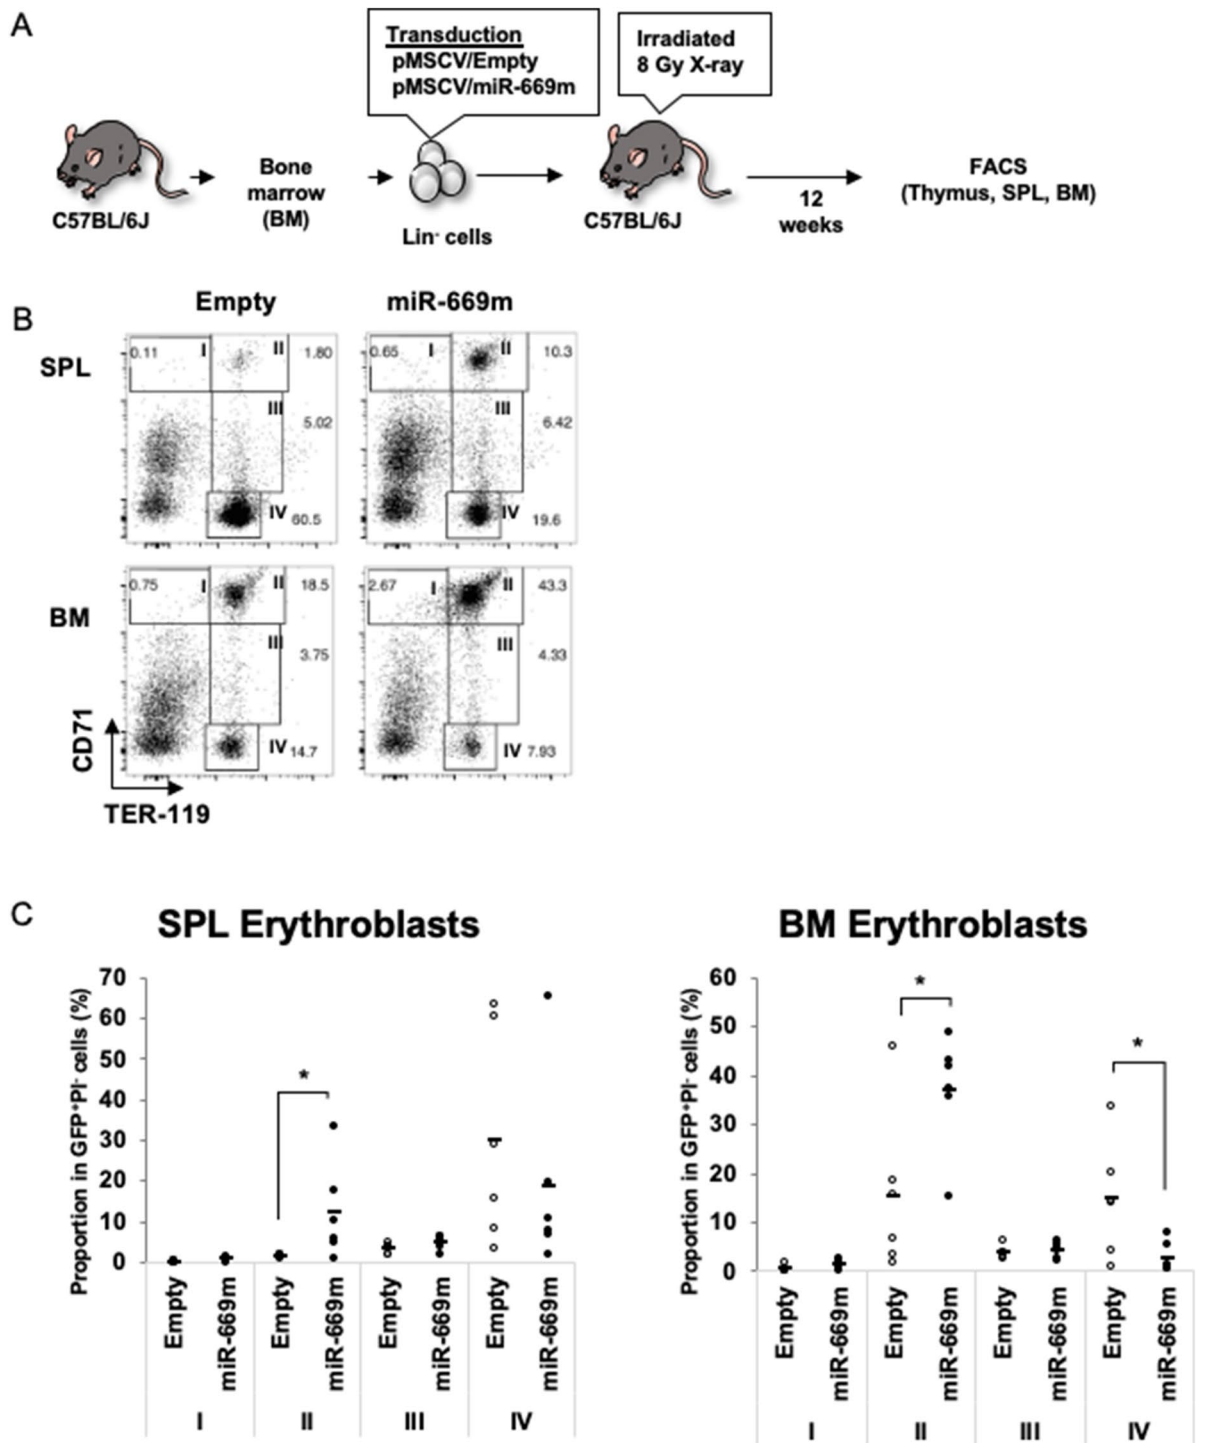 A
Transduction
pMSCV/Empty
pMSCV/miR-669m
Irradiated
8 Gy X-ray
C57BL/6J
Bone
marrow
(BM)
Lin- cells
C57BL/6J
12
weeks
FACS
(Thymus, SPL, BM)
B
Empty
miR-669m
SPL
0.11
I
II
1.80
III
5.02
IV
60.5
0.65
I
II
10.3
III
6.42
IV
19.6
BM
0.75
I
II
18.5
III
3.75
IV
14.7
2.67
I
II
43.3
III
4.33
IV
7.93
CD71
TER-119
C
SPL Erythroblasts
Proportion in GFP+PI- cells (%)
70
60
50
40
30
20
10
0
*
Empty
miR-669m
Empty
miR-669m
Empty
miR-669m
Empty
miR-669m
I
II
III
IV
BM Erythroblasts
Proportion in GFP+PI- cells (%)
60
50
40
30
20
10
0
*
*
Empty
miR-669m
Empty
miR-669m
Empty
miR-669m
Empty
miR-669m
I
II
III
IV